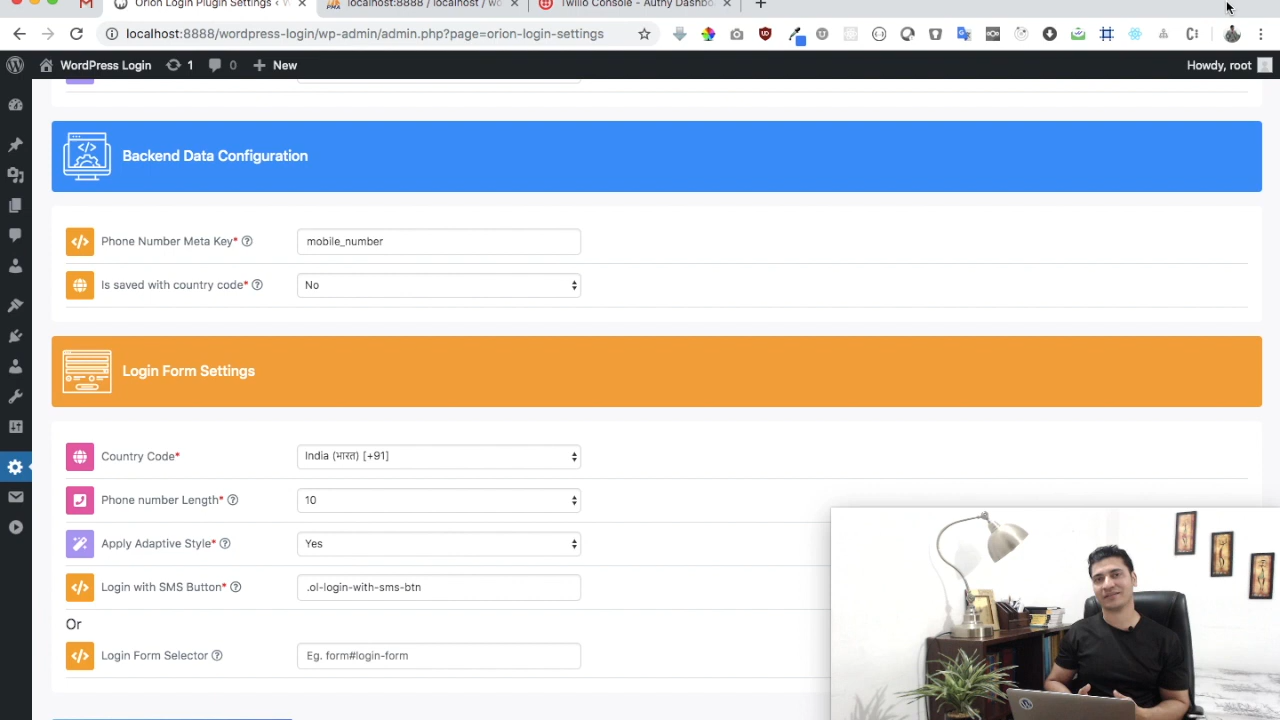 Orion Login Plugin Settings ‹ W
localhost:8888 / localhost / wo
Twilio Console - Authy Dashbo
localhost:8888/wordpress-login/wp-admin/admin.php?page=orion-login-settings
WordPress Login 1 0 New Howdy, root
Backend Data Configuration
Phone Number Meta Key* mobile_number
Is saved with country code* No
Login Form Settings
Country Code* India (भारत) [+91]
Phone number Length* 10
Apply Adaptive Style* Yes
Login with SMS Button* .ol-login-with-sms-btn
Or
Login Form Selector Eg. form#login-form